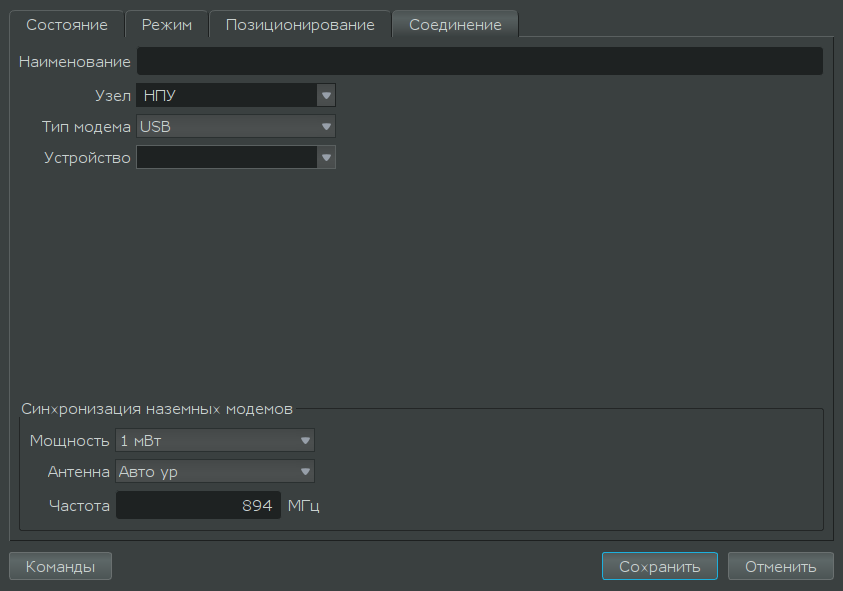 Состояние Режим Позиционирование Соединение
Наименование
Узел НПУ
Тип модема USB
Устройство
Синхронизация наземных модемов
Мощность 1 мВт
Антенна Авто ур
Частота 894 МГц
Команды Сохранить Отменить